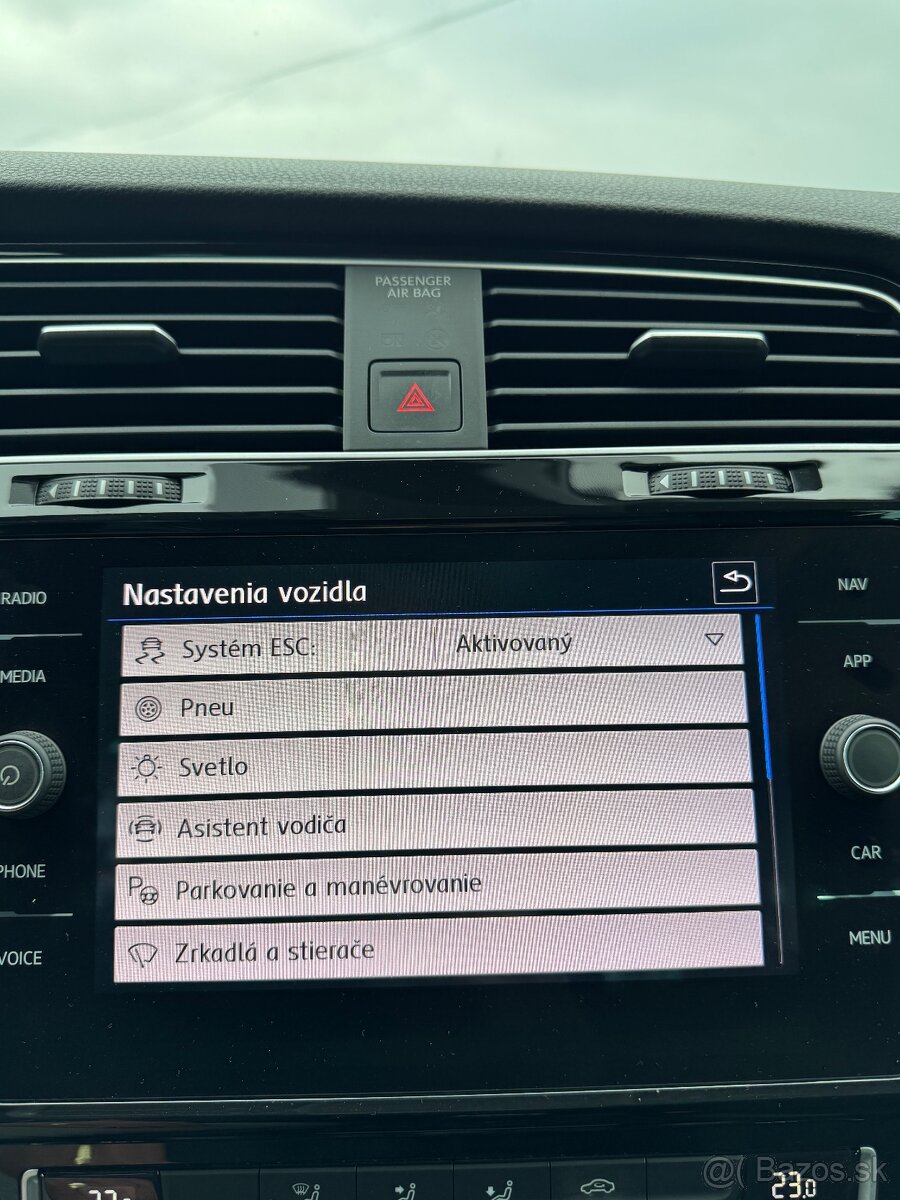 PASSENGER
AIR BAG
Nastavenia vozidla
RADIO
NAV
Systém ESC: Aktivovaný
MEDIA
APP
Pneu
Svetlo
Asistent vodiča
PHONE
CAR
Parkovanie a manévrovanie
VOICE
MENU
Zrkadlá a stierače
23.0
Bazos.sk